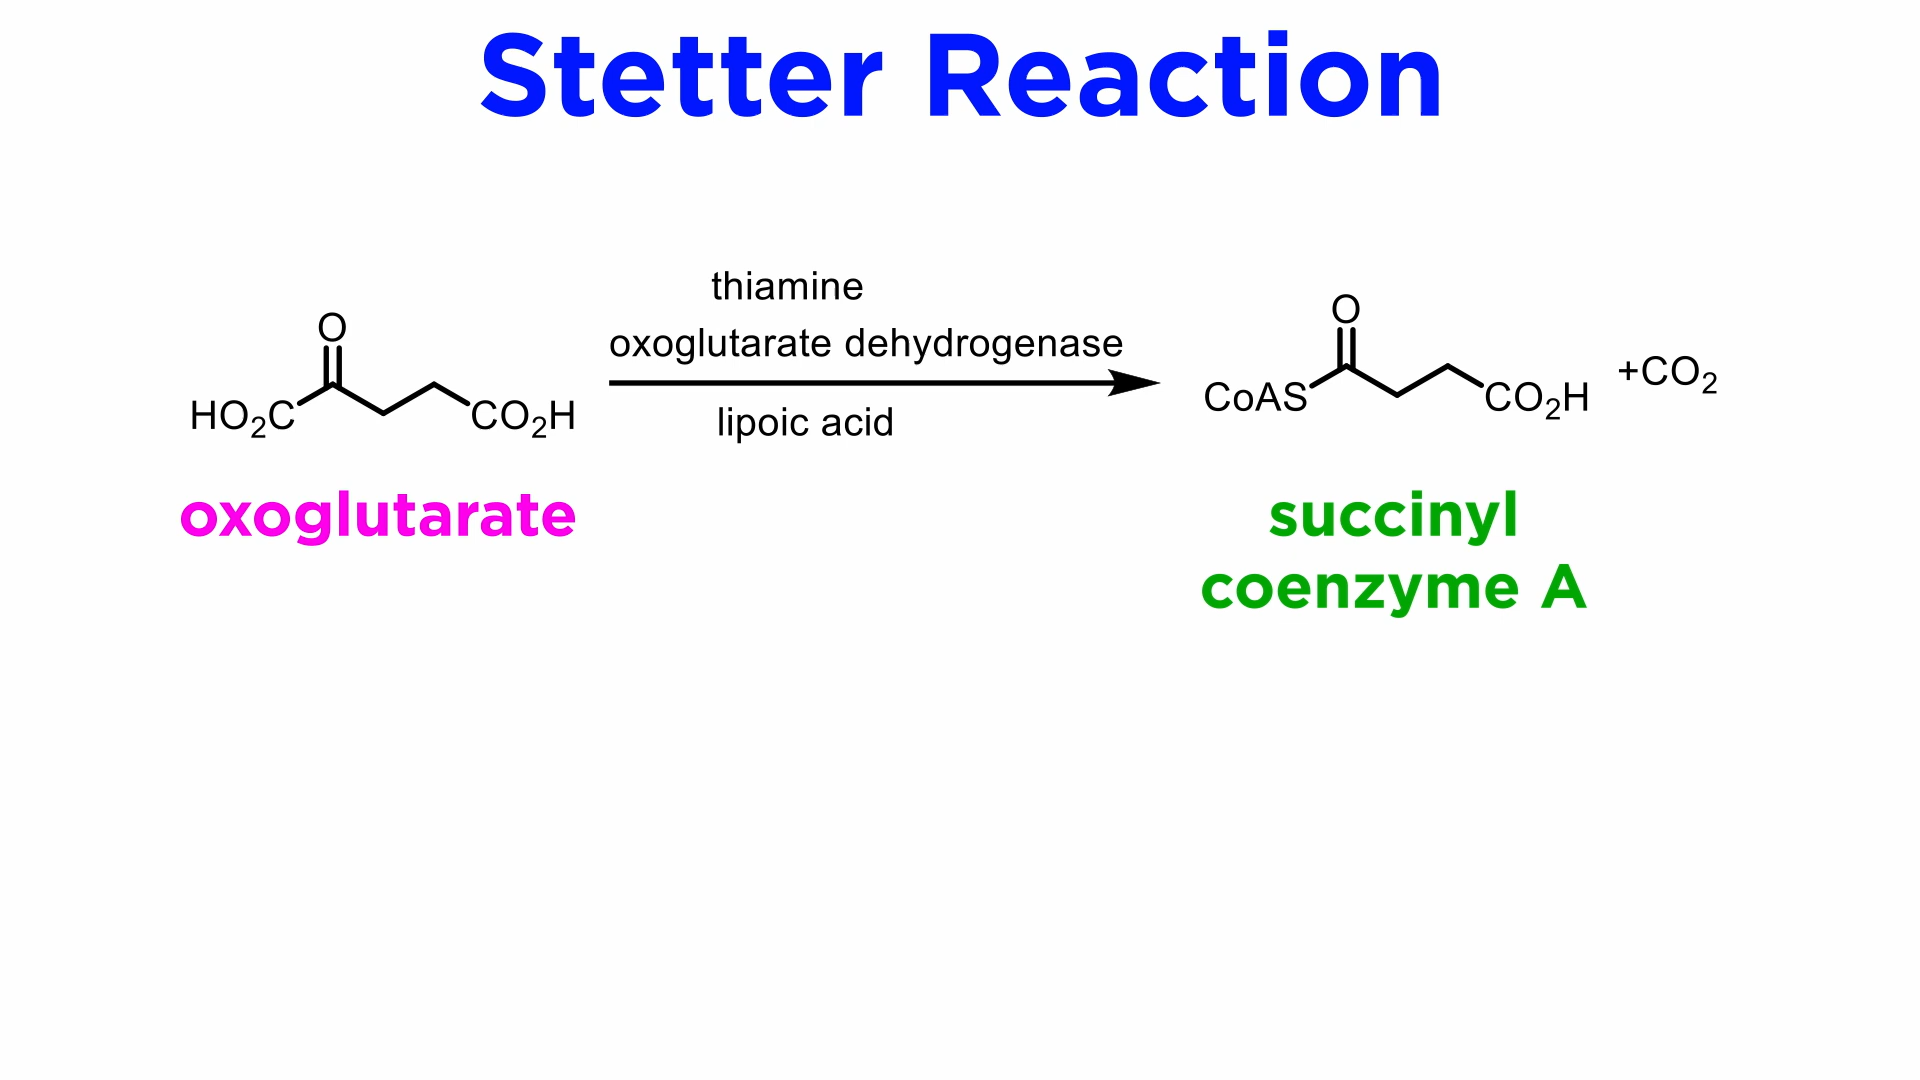 Stetter Reaction
thiamine
oxoglutarate dehydrogenase
lipoic acid
O
HO₂C
CO₂H
O
CoAS
CO₂H
+CO₂
oxoglutarate
succinyl
coenzyme A